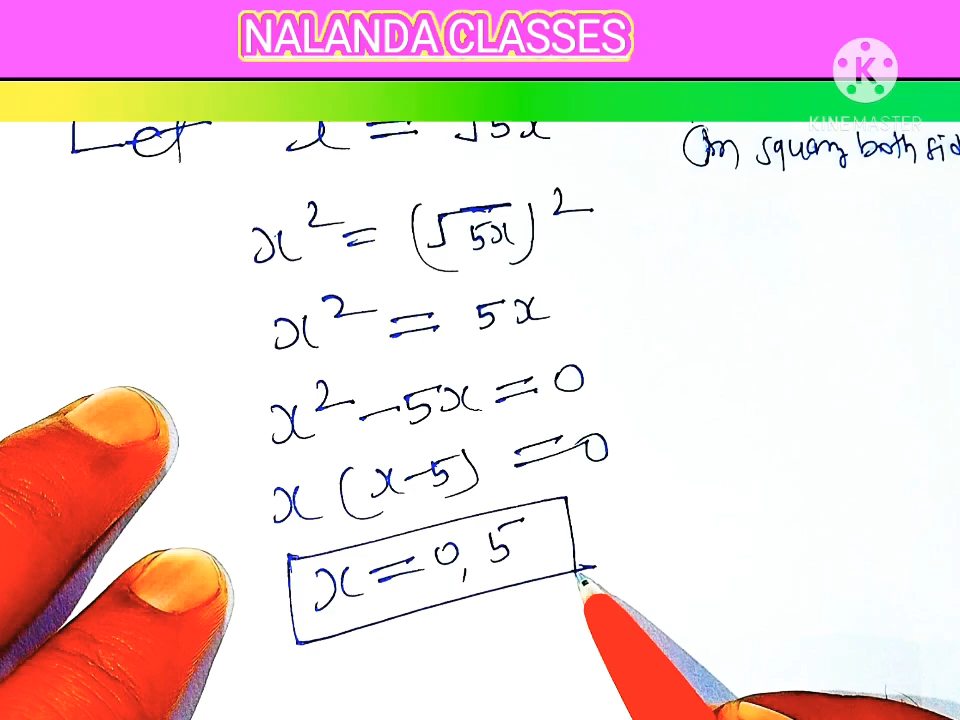 NALANDA CLASSES
K
KINEMASTER
Let x = √5x
On squaring both sid
x² = (√5x)²
x² = 5x
x² - 5x = 0
x (x-5) = 0
x = 0, 5